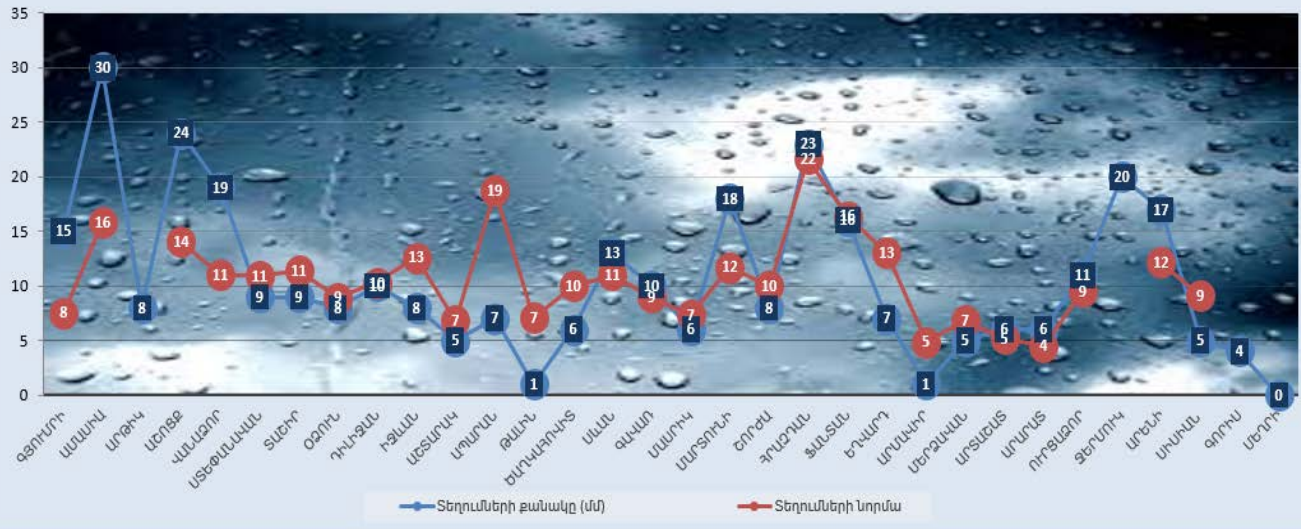 35
30
25
20
15
10
5
0
15 30 8 24 19 9 9 8 10 8 5 7 1 6 13 10 6 18 8 23 16 7 1 5 6 6 11 20 17 5 4 0
8 16 14 11 11 11 9 10 13 7 19 7 10 11 9 7 12 10 22 16 13 5 7 5 4 9 12 9
ԳՅՈՒՄՐԻ
ԱՄԱՍԻԱ
ԱՐԹԻԿ
ԱՇՈՑՔ
ՎԱՆԱՁՈՐ
ՍՏԵՓԱՆԱՎԱՆ
ՏԱՇԻՐ
ՕՁՈՒՆ
ԴԻԼԻՋԱՆ
ԻՋԵՎԱՆ
ԱՇՏԱՐԱԿ
ԱՊԱՐԱՆ
ԹԱԼԻՆ
ԾԱՂԿԱՀՈՎԻՏ
ՍԵՎԱՆ
ԳԱՎԱՌ
ՄԱՍՐԻԿ
ՄԱՐՏՈՒՆԻ
ՇՈՐԺԱ
ՀՐԱԶԴԱՆ
ՖԱՆՏԱՆ
ԵՂՎԱՐԴ
ԱՐՄԱՎԻՐ
ՄԵՐՁԱՎԱՆ
ԱՐՏԱՇԱՏ
ԱՐԱՐԱՏ
ՈՒՐՑԱՁՈՐ
ՋԵՐՄՈՒԿ
ԱՐԵՆԻ
ՍԻՍԻԱՆ
ԳՈՐԻՍ
ՄԵՂՐԻ
Տեղումների քանակը (մմ) Տեղումների նորմա